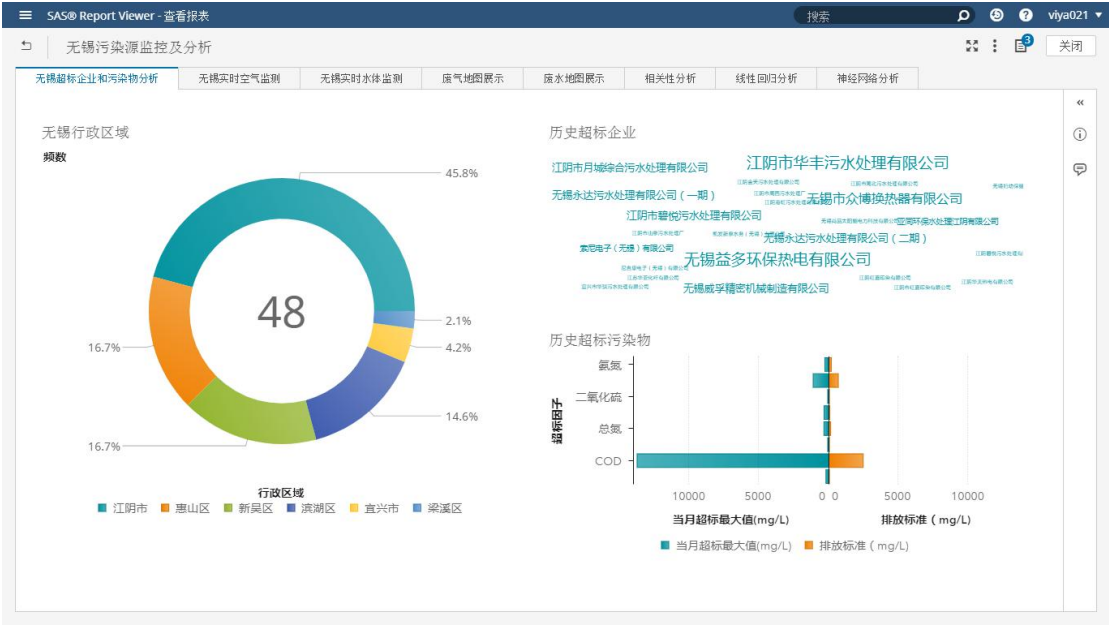 SAS® Report Viewer - 查看报表
搜索
viya021
无锡污染源监控及分析
3
关闭
无锡超标企业和污染物分析
无锡实时空气监测
无锡实时水体监测
废气地图展示
废水地图展示
相关性分析
线性回归分析
神经网络分析
无锡行政区域
频数
45.8%
2.1%
4.2%
14.6%
16.7%
16.7%
48
行政区域
江阴市 惠山区 新吴区 滨湖区 宜兴市 梁溪区
历史超标企业
江阴市月城综合污水处理有限公司
江阴市华丰污水处理有限公司
无锡永达污水处理有限公司（一期）
无锡市众博换热器有限公司
江阴市碧悦污水处理有限公司
亚同环保水处理江阴有限公司
无锡永达污水处理有限公司（二期）
索尼电子（无锡）有限公司
无锡益多环保热电有限公司
无锡威孚精密机械制造有限公司
历史超标污染物
超标因子
氨氮
二氧化硫
总氮
COD
10000 5000 0 0 5000 10000
当月超标最大值(mg/L) 排放标准（mg/L)
当月超标最大值(mg/L) 排放标准（mg/L)